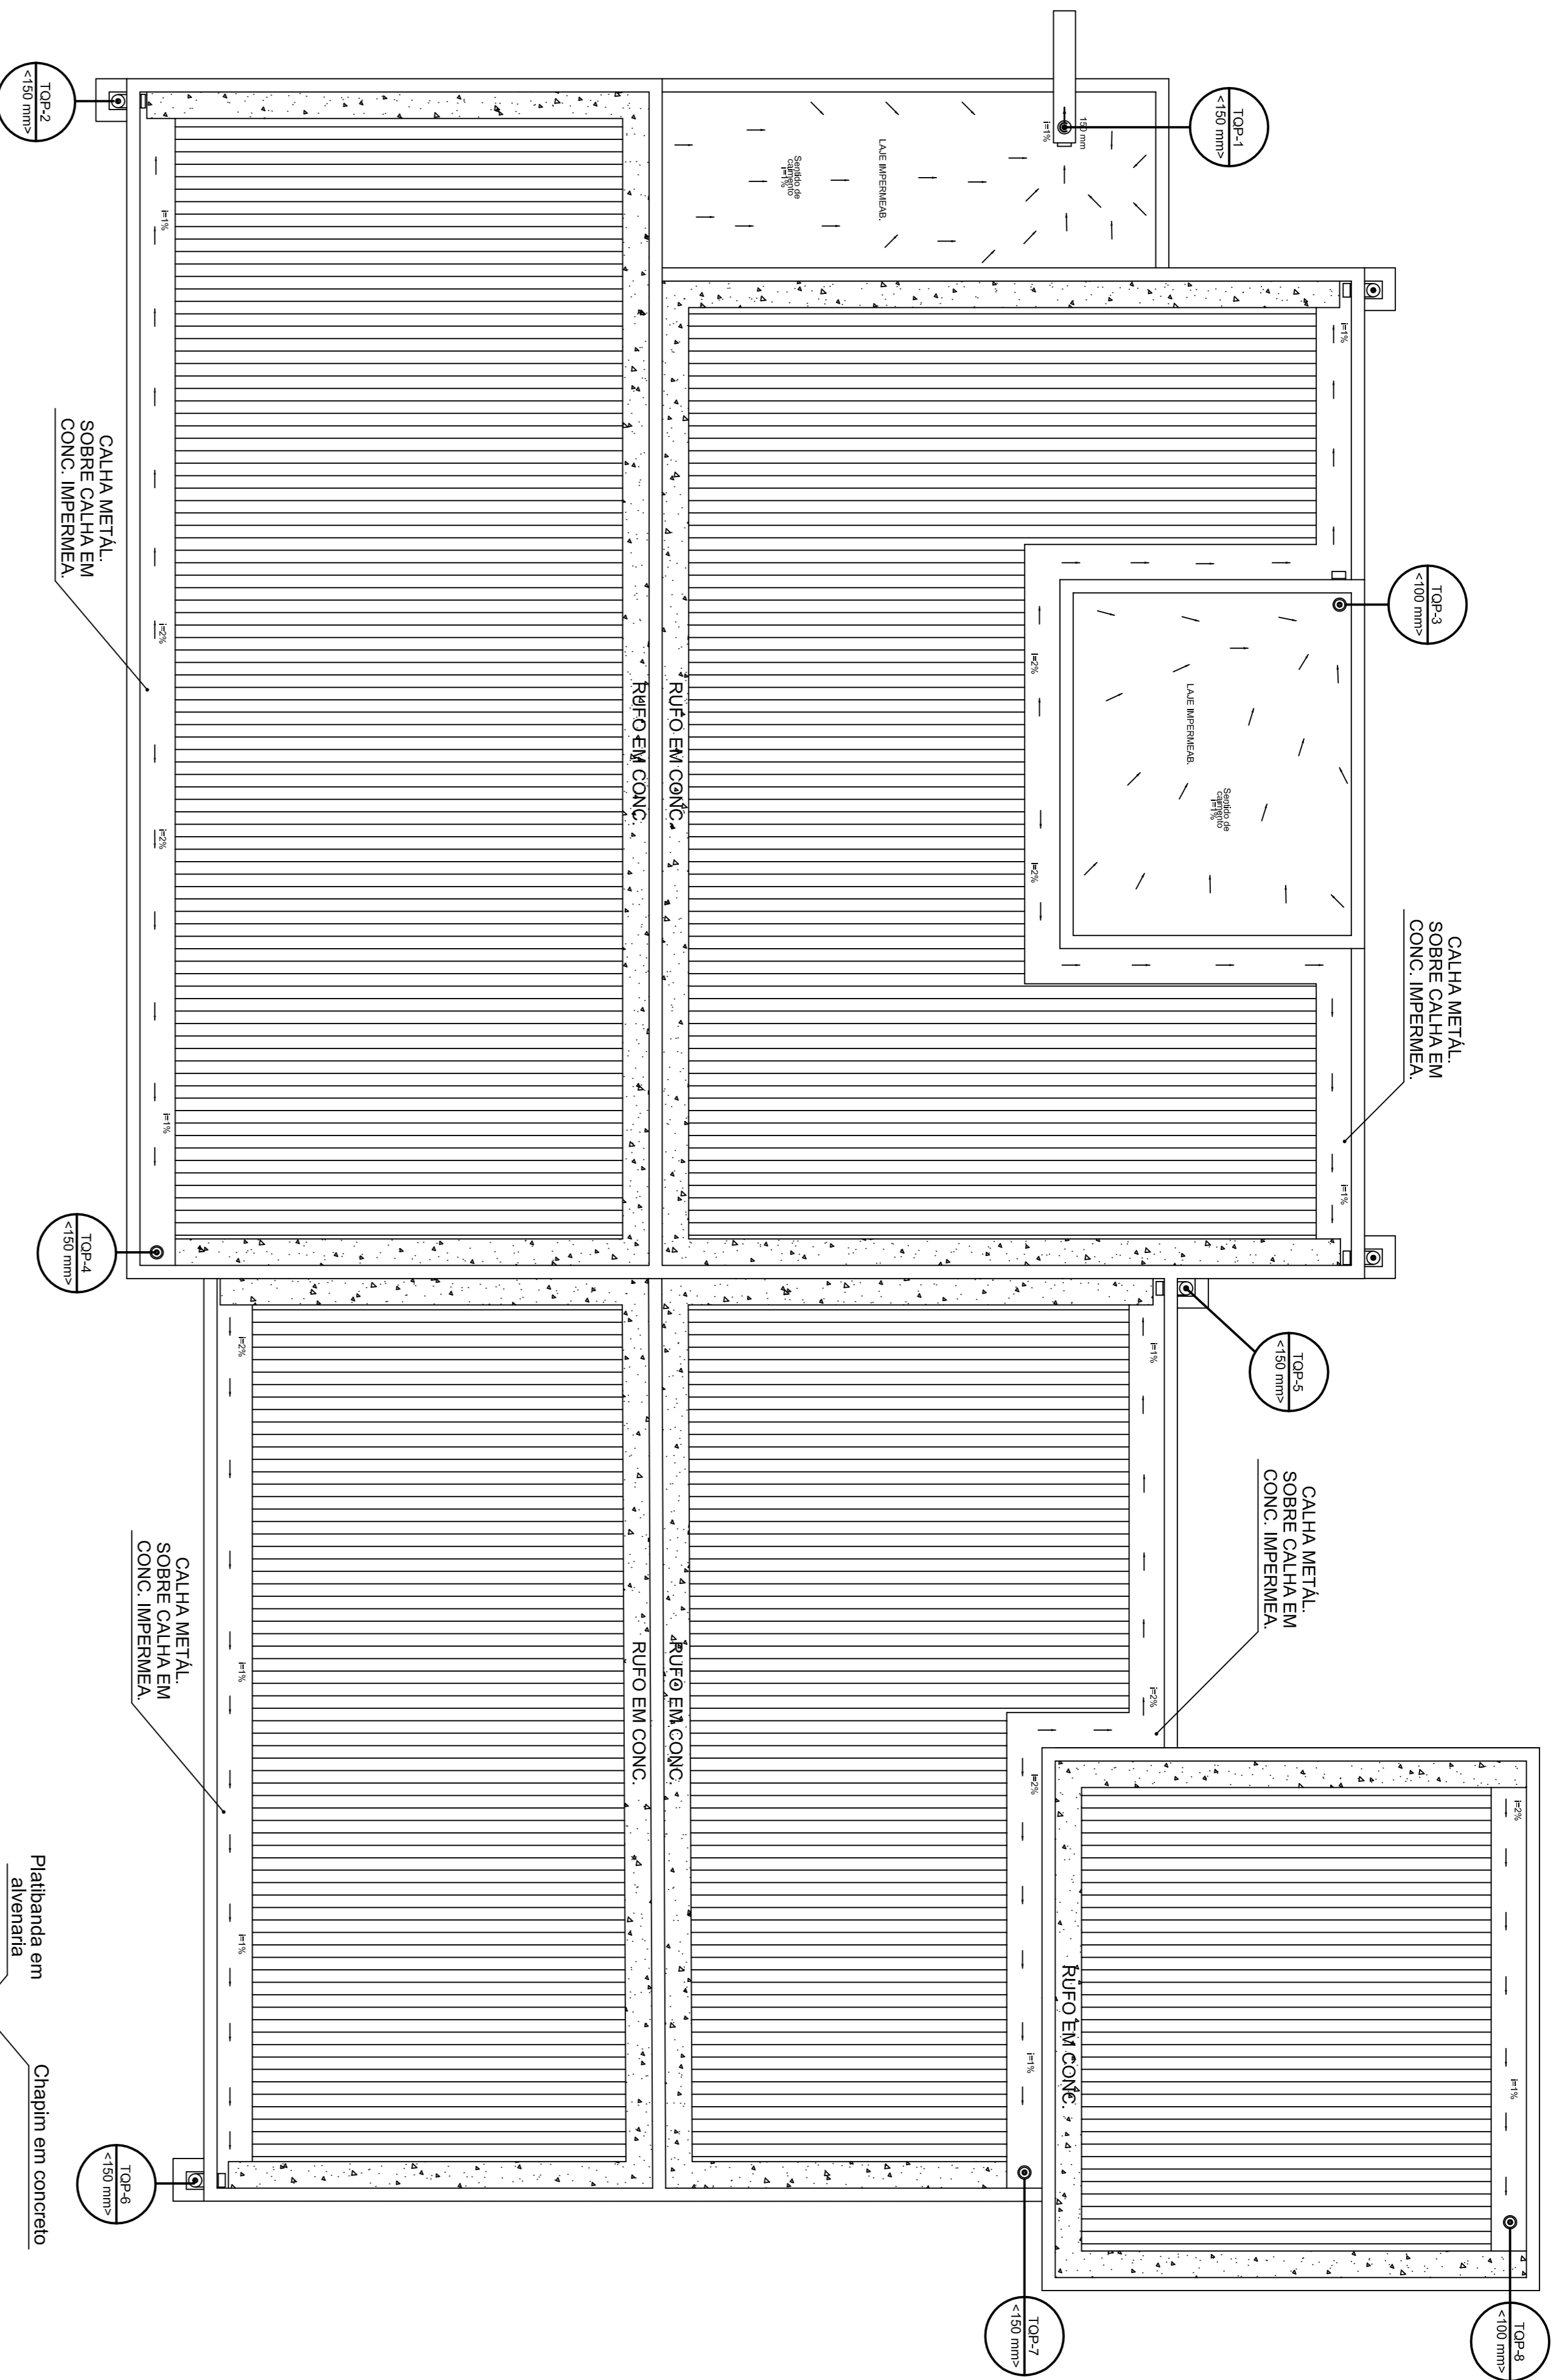 TQP-8
<100 mm>
TQP-3
<100 mm>
CALHA METÁL.
SOBRE CALHA EM
CONC. IMPERMEA.
i=1%
i=1%
i=2%
i=1%
TQP-1
<150 mm>
150 mm
i=1%
LAJE IMPERMEAB.
Sentido de
caimento
i=1%
LAJE IMPERMEAB.
Sentido de
caimento
i=1%
I=2%
I=2%
TQP-5
<150 mm>
CALHA METÁL.
SOBRE CALHA EM
CONC. IMPERMEA.
i=1%
i=2%
I=2%
i=1%
RUFO EM CONC.
TQP-7
<150 mm>
RUFO EM CONC.
RUFO EM CONC.
RUFO EM CONC.
RUFO EM CONC.
i=1%
i=2%
i=2%
i=1%
i=2%
i=1%
i=1%
CALHA METÁL.
SOBRE CALHA EM
CONC. IMPERMEA.
CALHA METÁL.
SOBRE CALHA EM
CONC. IMPERMEA.
TQP-2
<150 mm>
TQP-4
<150 mm>
TQP-6
<150 mm>
Platibanda em
alvenaria
Chapim em concreto